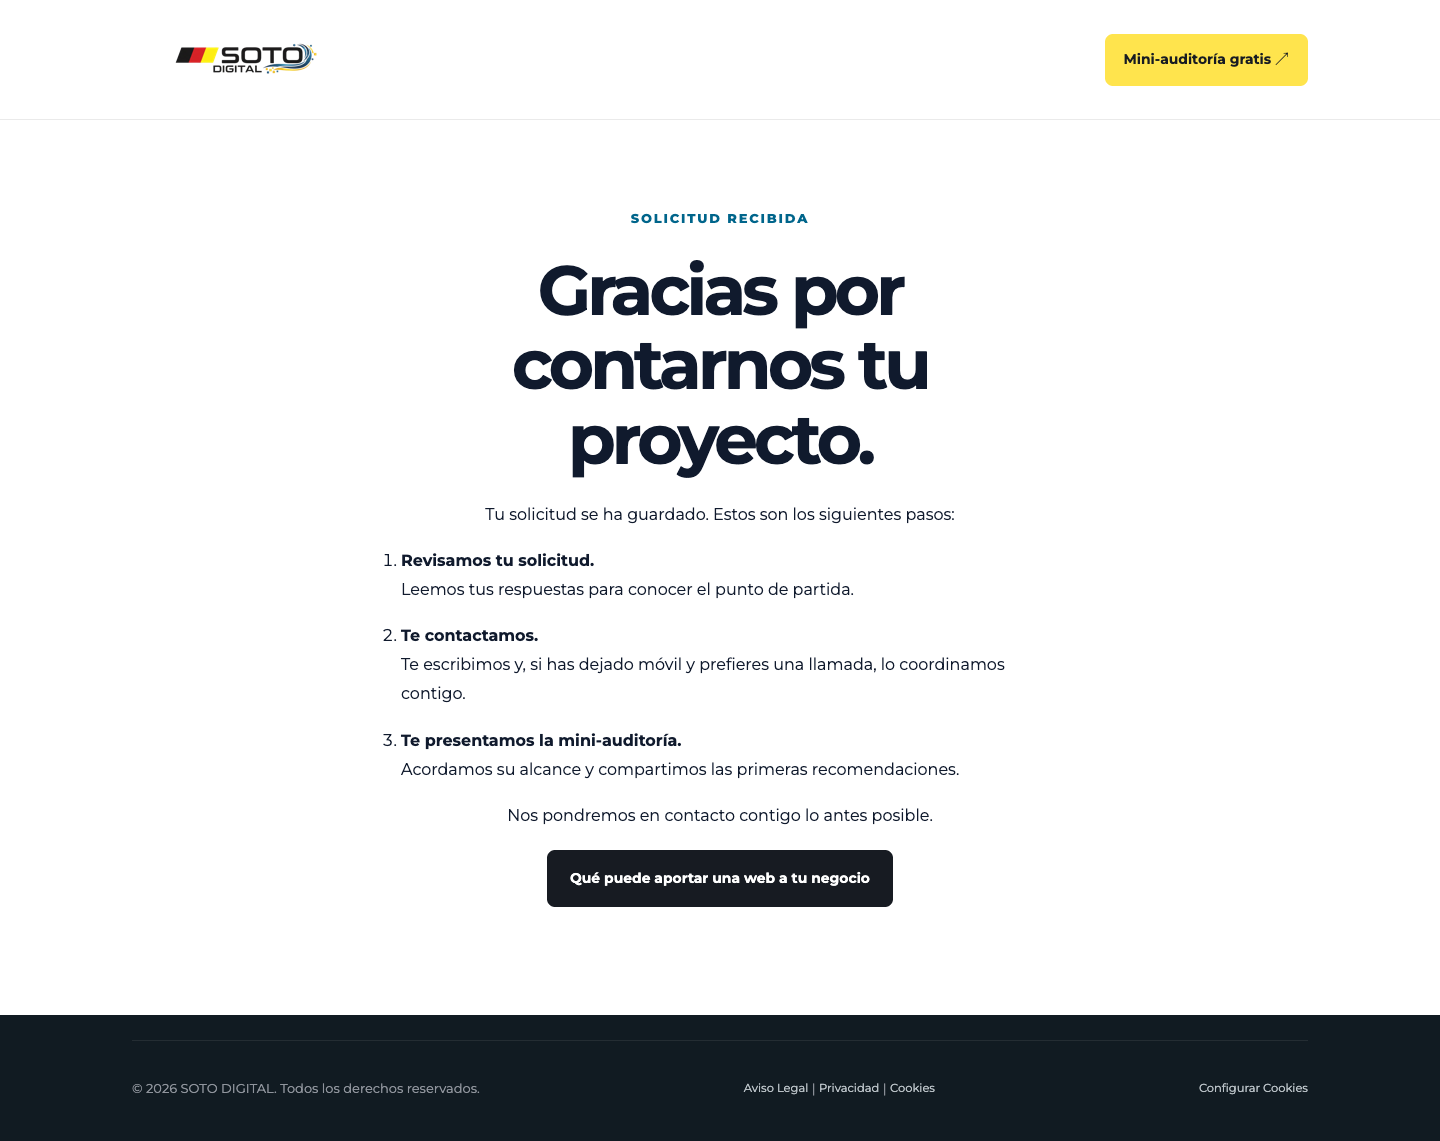 SOTO
DIGITAL
Mini-auditoría gratis ↗
SOLICITUD RECIBIDA
Gracias por
contarnos tu
proyecto.
Tu solicitud se ha guardado. Estos son los siguientes pasos:
1. Revisamos tu solicitud.
Leemos tus respuestas para conocer el punto de partida.
2. Te contactamos.
Te escribimos y, si has dejado móvil y prefieres una llamada, lo coordinamos
contigo.
3. Te presentamos la mini-auditoría.
Acordamos su alcance y compartimos las primeras recomendaciones.
Nos pondremos en contacto contigo lo antes posible.
Qué puede aportar una web a tu negocio
© 2026 SOTO DIGITAL. Todos los derechos reservados.
Aviso Legal | Privacidad | Cookies
Configurar Cookies